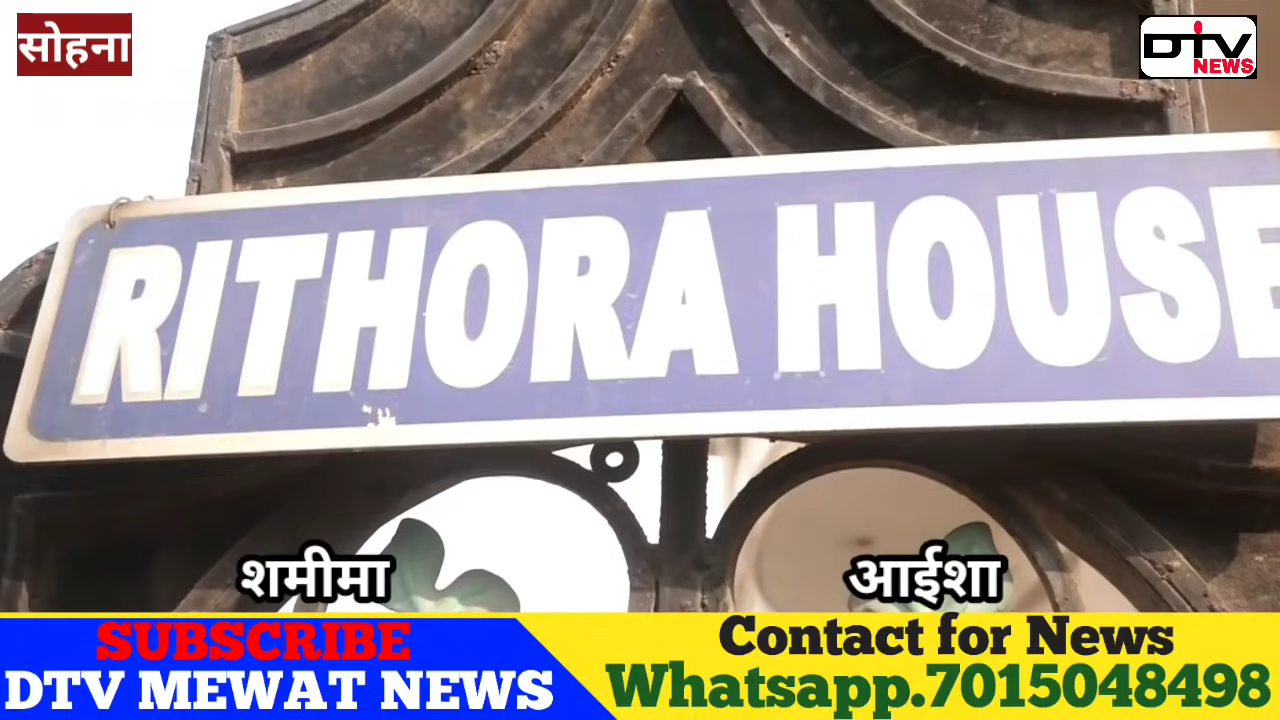 सोहना
DTV
NEWS
RITHORA HOUSE
शमीमा
आईशा
SUBSCRIBE
DTV MEWAT NEWS
Contact for News
Whatsapp.7015048498